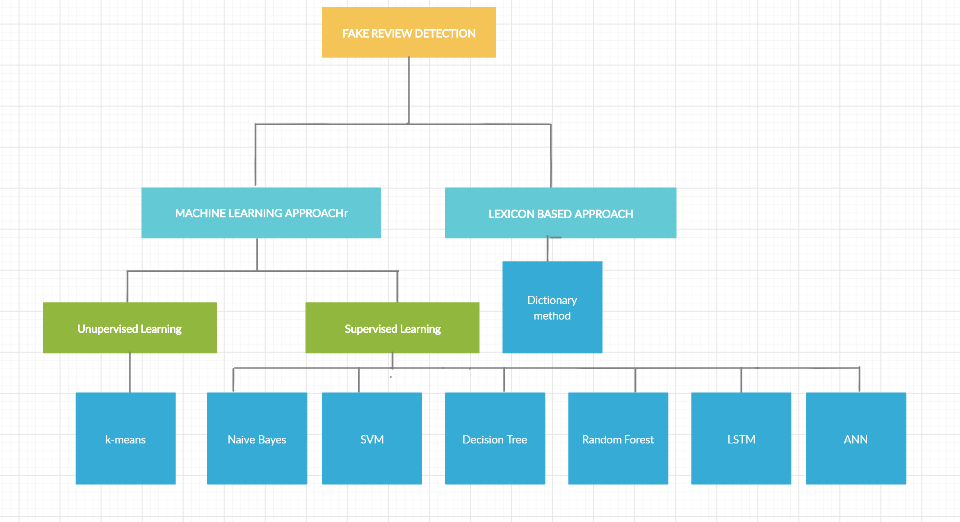 FAKE REVIEW DETECTION
MACHINE LEARNING APPROACHr
LEXICON BASED APPROACH
Dictionary
method
Unupervised Learning
Supervised Learning
k-means
Naive Bayes
SVM
Decision Tree
Random Forest
LSTM
ANN